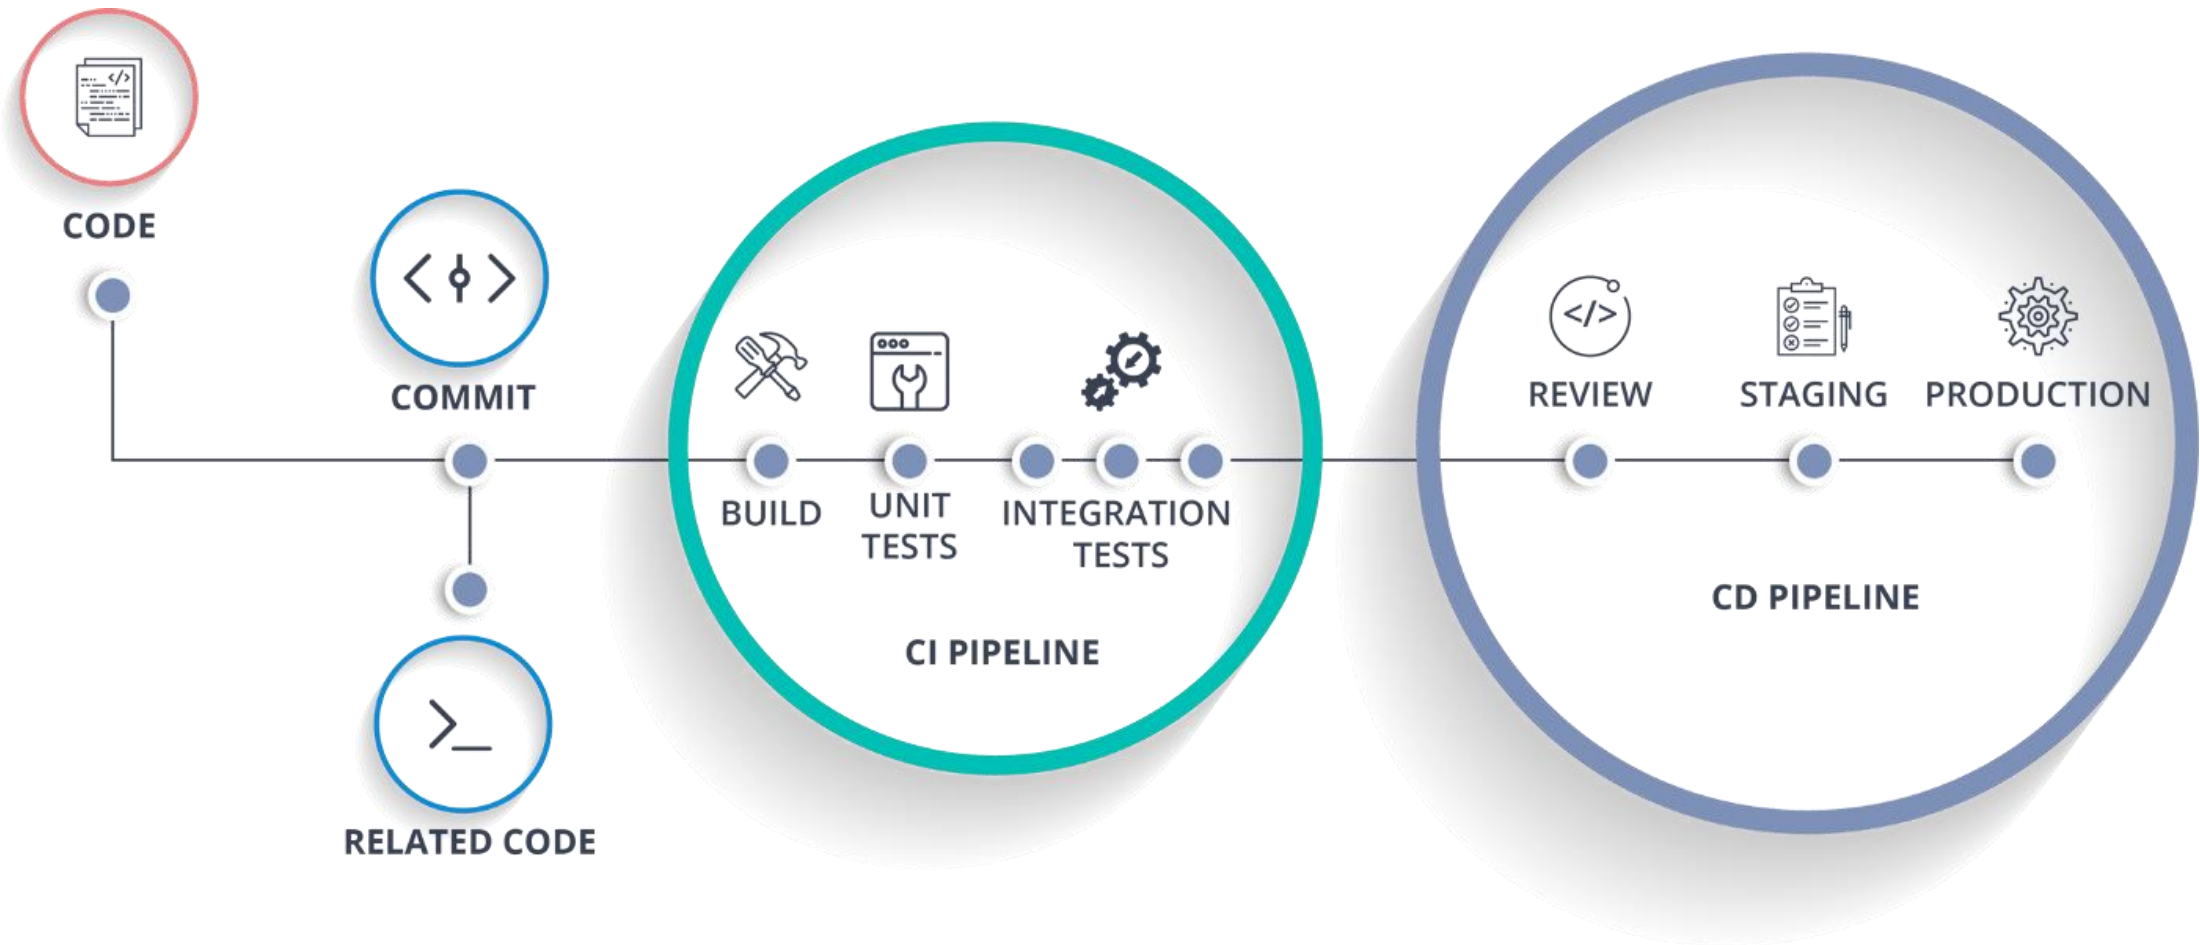 CODE
COMMIT
RELATED CODE
BUILD
UNIT
TESTS
INTEGRATION
TESTS
CI PIPELINE
REVIEW
STAGING
PRODUCTION
CD PIPELINE